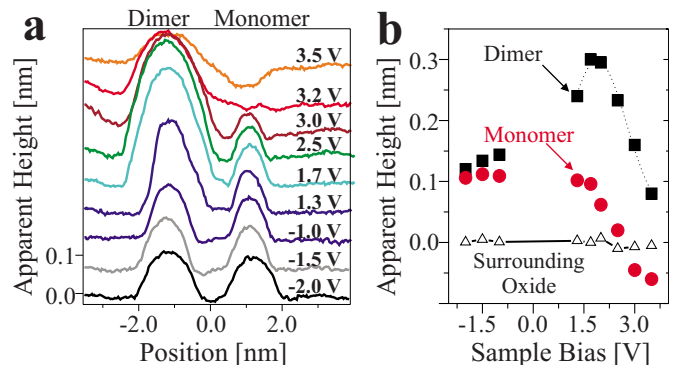 a
Dimer
Monomer
Apparent Height [nm]
3.5 V
3.2 V
3.0 V
2.5 V
1.7 V
1.3 V
-1.0 V
-1.5 V
-2.0 V
0.1
0.0
-2.0
0.0
2.0
Position [nm]
b
Apparent Height [nm]
0.3
0.2
0.1
0.0
Dimer
Monomer
Surrounding
Oxide
-1.5
0.0
1.5
3.0
Sample Bias [V]